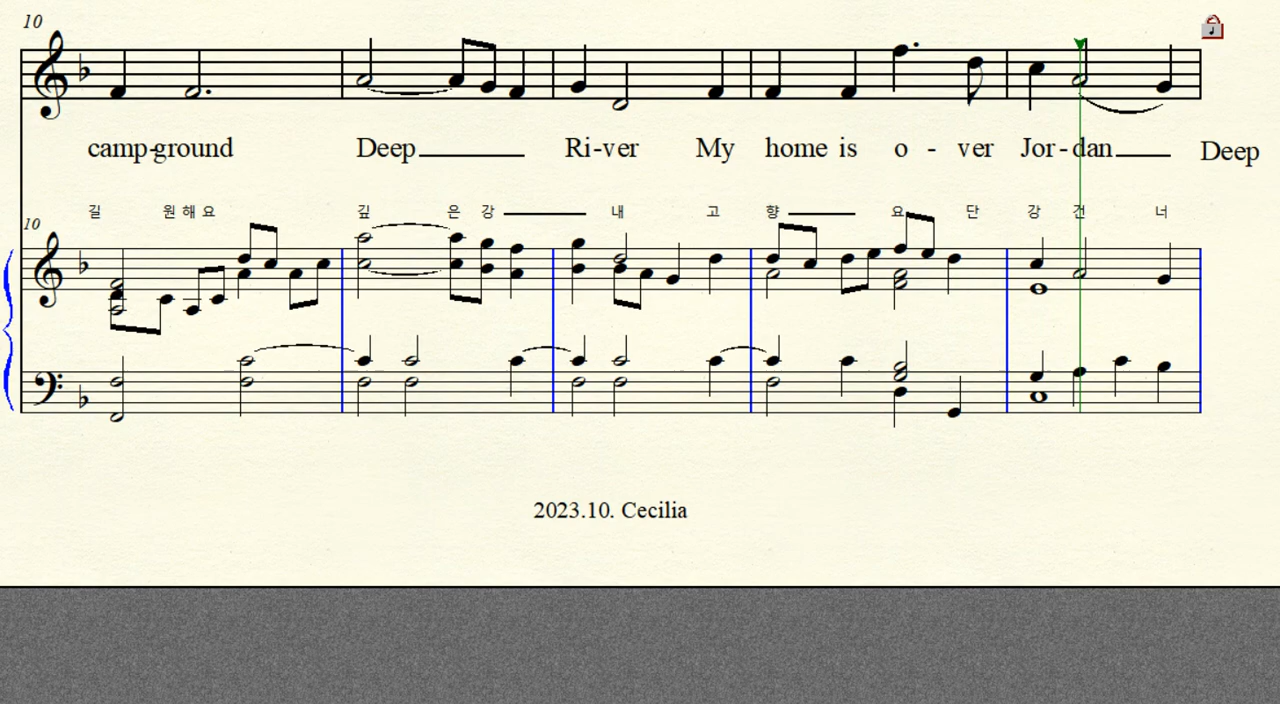 10
camp-ground Deep Ri-ver My home is o - ver Jor-dan Deep
길 원 해 요 깊 은 강 내 고 향 요 단 강 건 너
10
2023.10. Cecilia